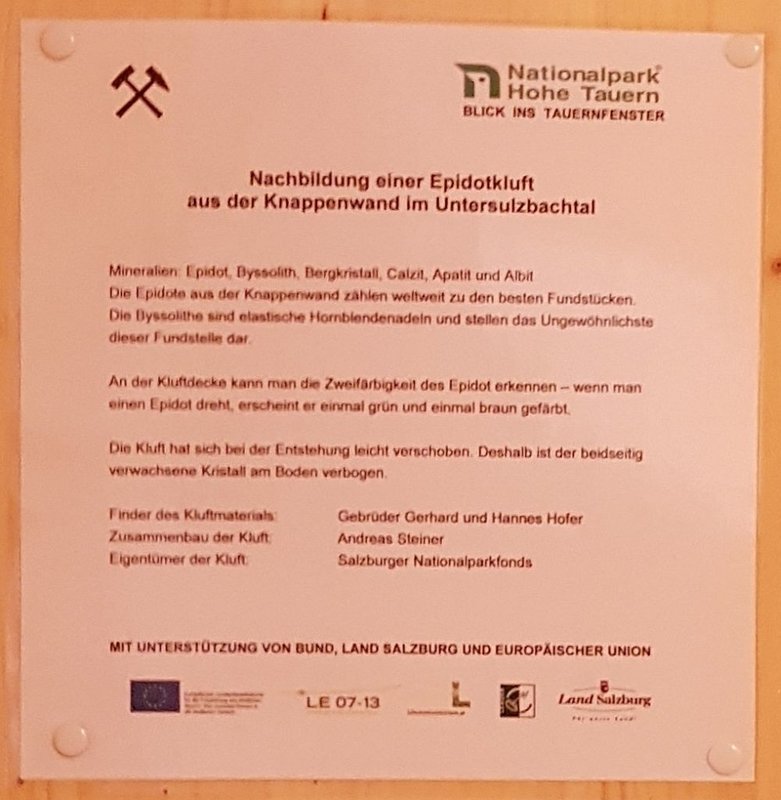 Nationalpark®
Hohe Tauern
BLICK INS TAUERNFENSTER
Nachbildung einer Epidotkluft
aus der Knappenwand im Untersulzbachtal
Mineralien: Epidot, Byssolith, Bergkristall, Calzit, Apatit und Albit
Die Epidote aus der Knappenwand zählen weltweit zu den besten Fundstücken.
Die Byssolithe sind elastische Hornblendenadeln und stellen das Ungewöhnlichste
dieser Fundstelle dar.
An der Kluftdecke kann man die Zweifärbigkeit des Epidot erkennen – wenn man
einen Epidot dreht, erscheint er einmal grün und einmal braun gefärbt.
Die Kluft hat sich bei der Entstehung leicht verschoben. Deshalb ist der beidseitig
verwachsene Kristall am Boden verbogen.
Finder des Kluftmaterials: Gebrüder Gerhard und Hannes Hofer
Zusammenbau der Kluft: Andreas Steiner
Eigentümer der Kluft: Salzburger Nationalparkfonds
MIT UNTERSTÜTZUNG VON BUND, LAND SALZBURG UND EUROPÄISCHER UNION
LE 07-13
Land Salzburg
Für unser Land!